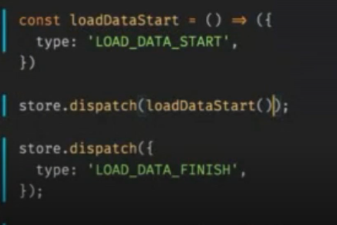 const loadDataStart = () => ({
  type: 'LOAD_DATA_START',
})
store.dispatch(loadDataStart());
store.dispatch({
  type: 'LOAD_DATA_FINISH',
});